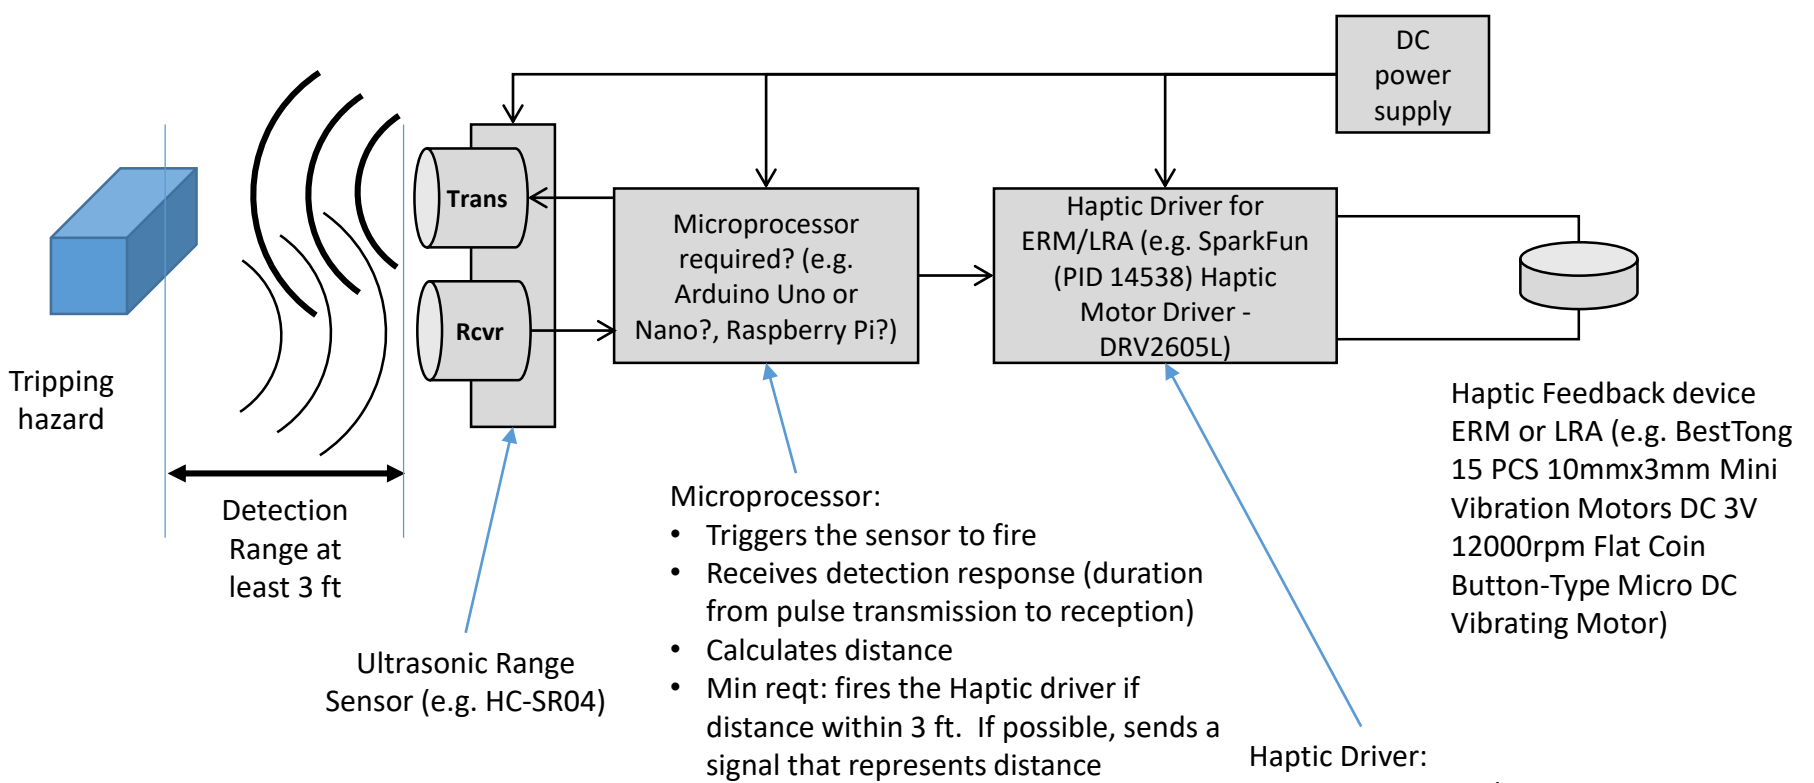 DC
power
supply
Trans
Rcvr
Microprocessor
required? (e.g.
Arduino Uno or
Nano?, Raspberry Pi?)
Haptic Driver for
ERM/LRA (e.g. SparkFun
(PID 14538) Haptic
Motor Driver -
DRV2605L)
Tripping
hazard
Detection
Range at
least 3 ft
Ultrasonic Range
Sensor (e.g. HC-SR04)
Microprocessor:
• Triggers the sensor to fire
• Receives detection response (duration
from pulse transmission to reception)
• Calculates distance
• Min reqt: fires the Haptic driver if
distance within 3 ft.  If possible, sends a
signal that represents distance
Haptic Driver:
Haptic Feedback device
ERM or LRA (e.g. BestTong
15 PCS 10mmx3mm Mini
Vibration Motors DC 3V
12000rpm Flat Coin
Button-Type Micro DC
Vibrating Motor)